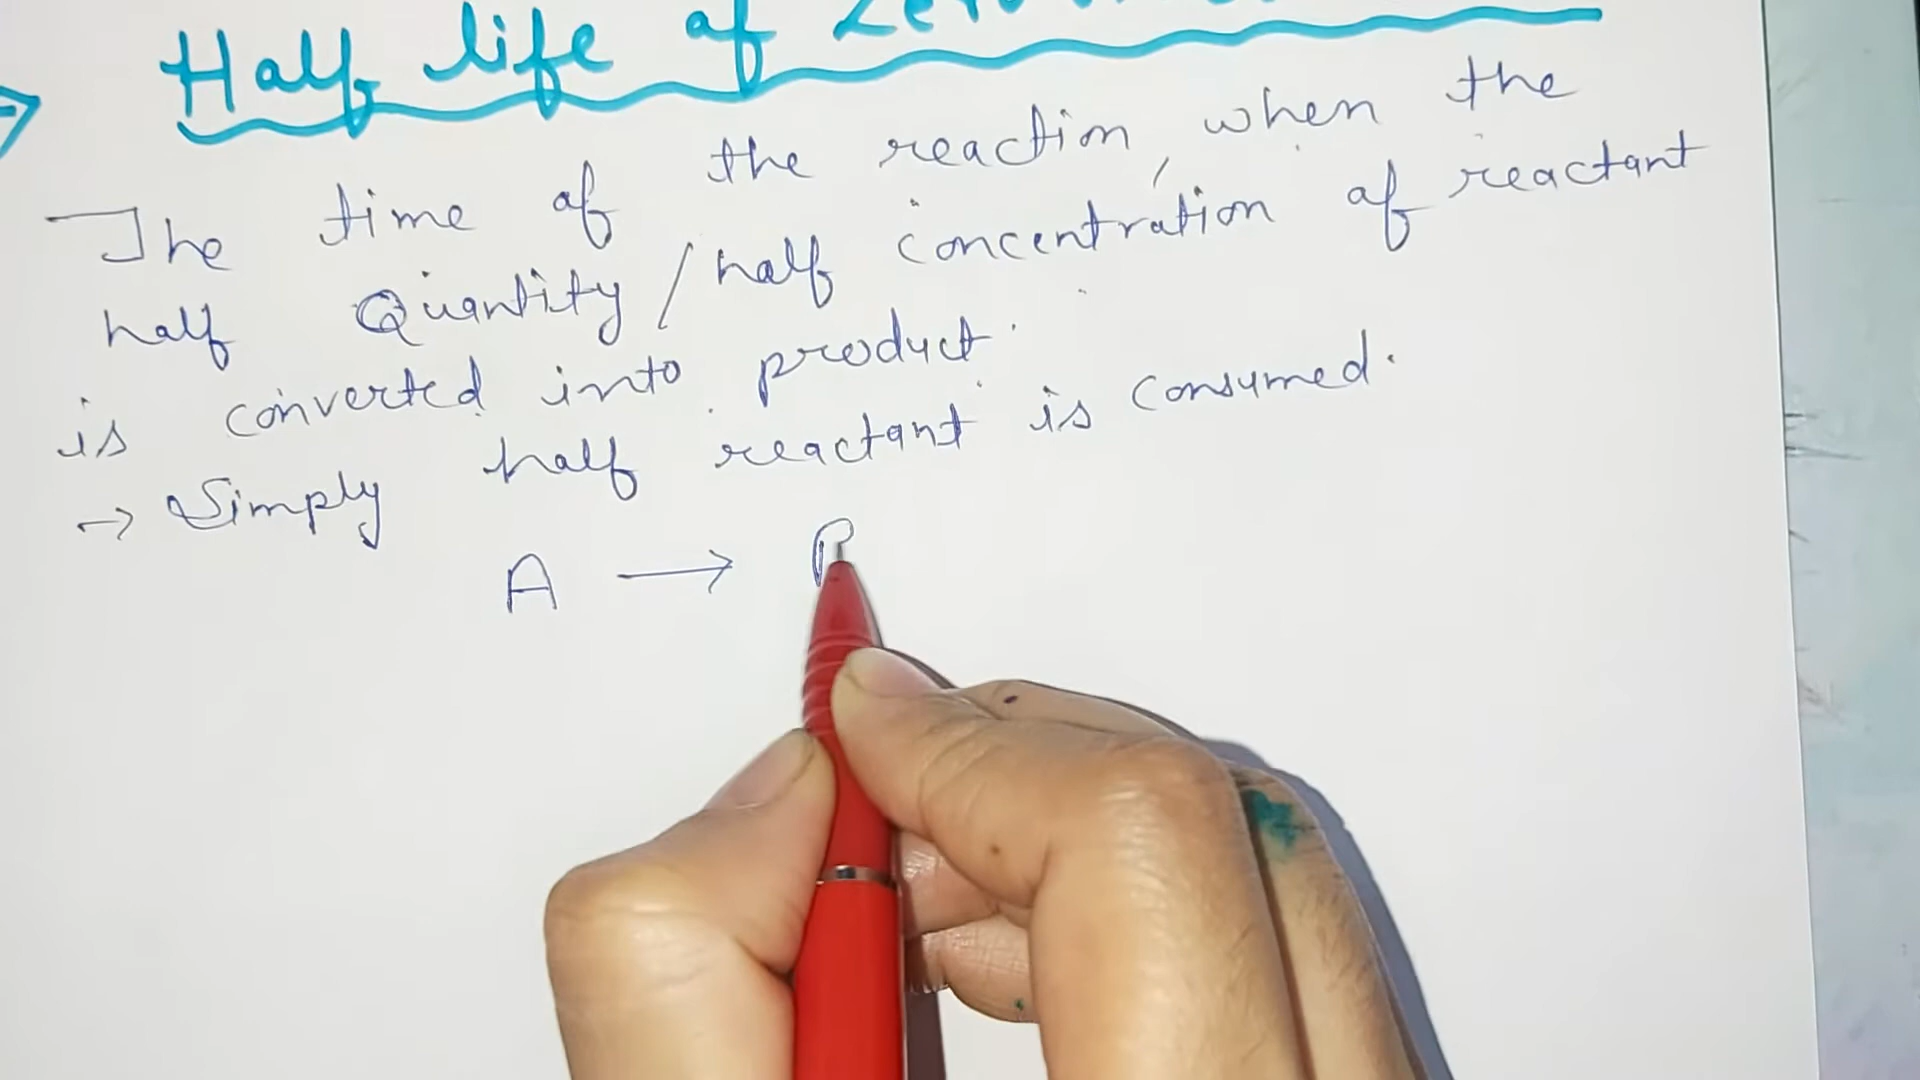 Half life of
The time of the reaction, when the
half Quantity / half concentration of reactant
is converted into product.
→ Simply half reactant is consumed.
A →